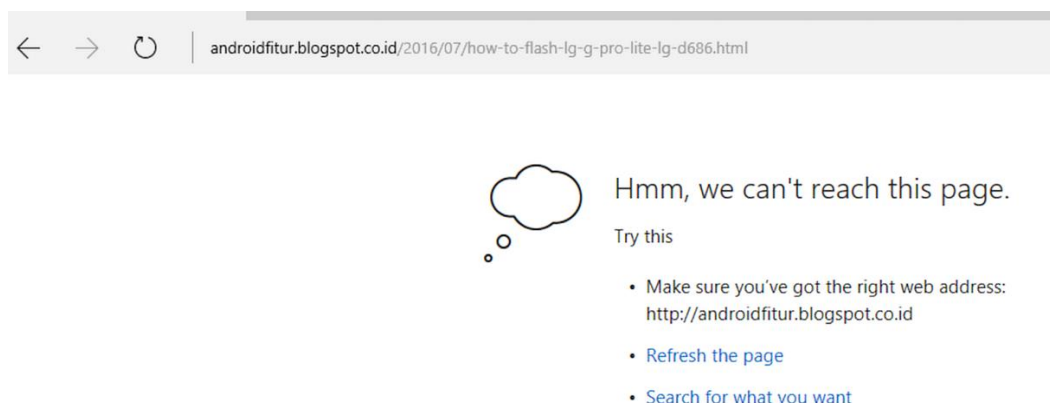 androidfitur.blogspot.co.id/2016/07/how-to-flash-lg-g-pro-lite-lg-d686.html
Hmm, we can't reach this page.
Try this
• Make sure you've got the right web address:
http://androidfitur.blogspot.co.id
• Refresh the page
• Search for what you want